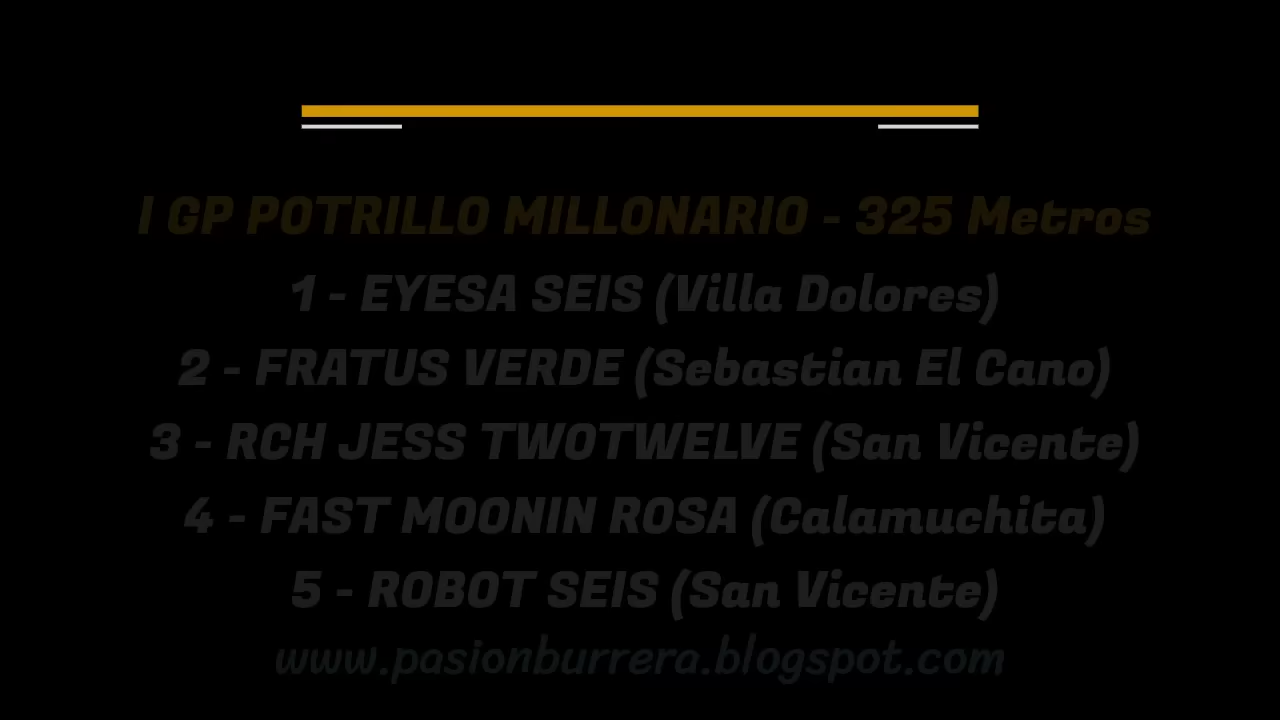 I GP POTRILLO MILLONARIO - 325 Metros
1 - EYESA SEIS (Villa Dolores)
2 - FRATUS VERDE (Sebastian El Cano)
3 - RCH JESS TWOTWELVE (San Vicente)
4 - FAST MOONIN ROSA (Calamuchita)
5 - ROBOT SEIS (San Vicente)
www.pasionburrera.blogspot.com